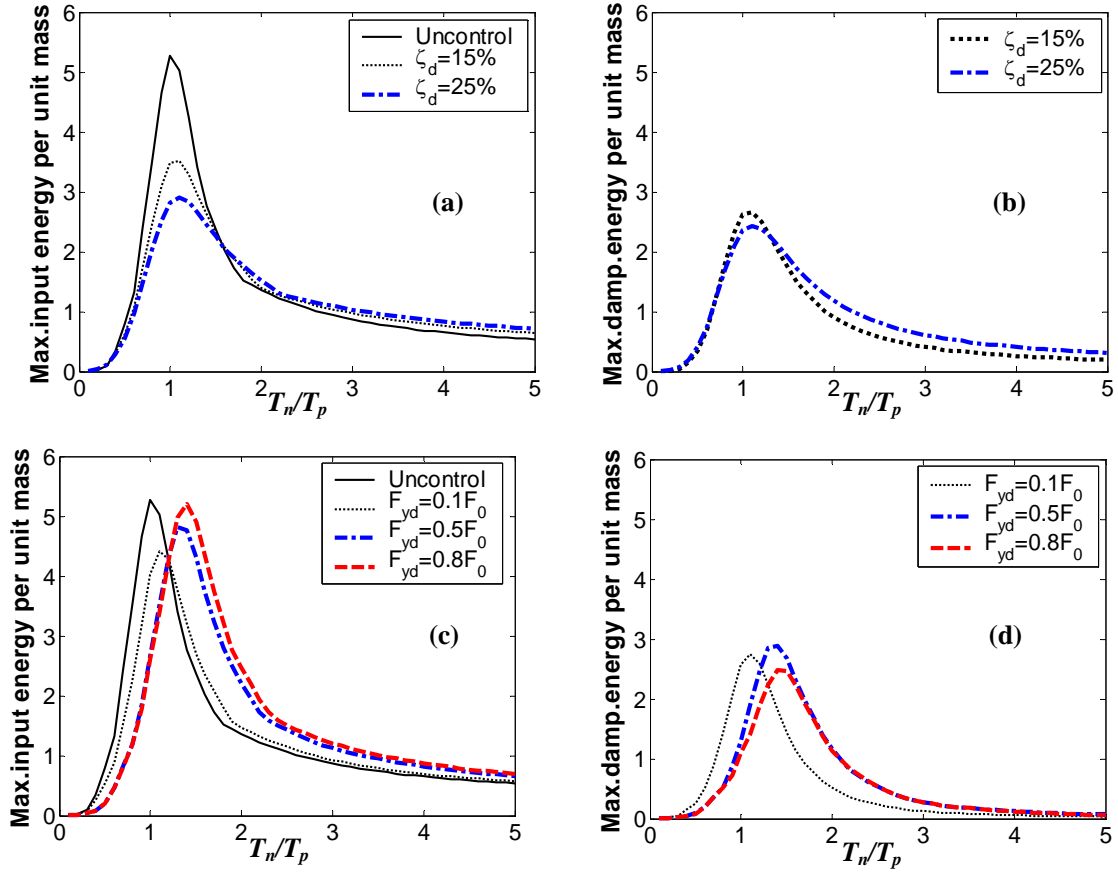 Max.input energy per unit mass
6
5
4
3
2
1
0
Uncontrol
ζd=15%
ζd=25%
(a)
0 1 2 3 4 5
Tn/Tp
Max.damp.energy per unit mass
6
5
4
3
2
1
0
ζd=15%
ζd=25%
(b)
0 1 2 3 4 5
Tn/Tp
Max.input energy per unit mass
6
5
4
3
2
1
0
Uncontrol
Fyd=0.1F0
Fyd=0.5F0
Fyd=0.8F0
(c)
0 1 2 3 4 5
Tn/Tp
Max.damp.energy per unit mass
6
5
4
3
2
1
0
Fyd=0.1F0
Fyd=0.5F0
Fyd=0.8F0
(d)
0 1 2 3 4 5
Tn/Tp